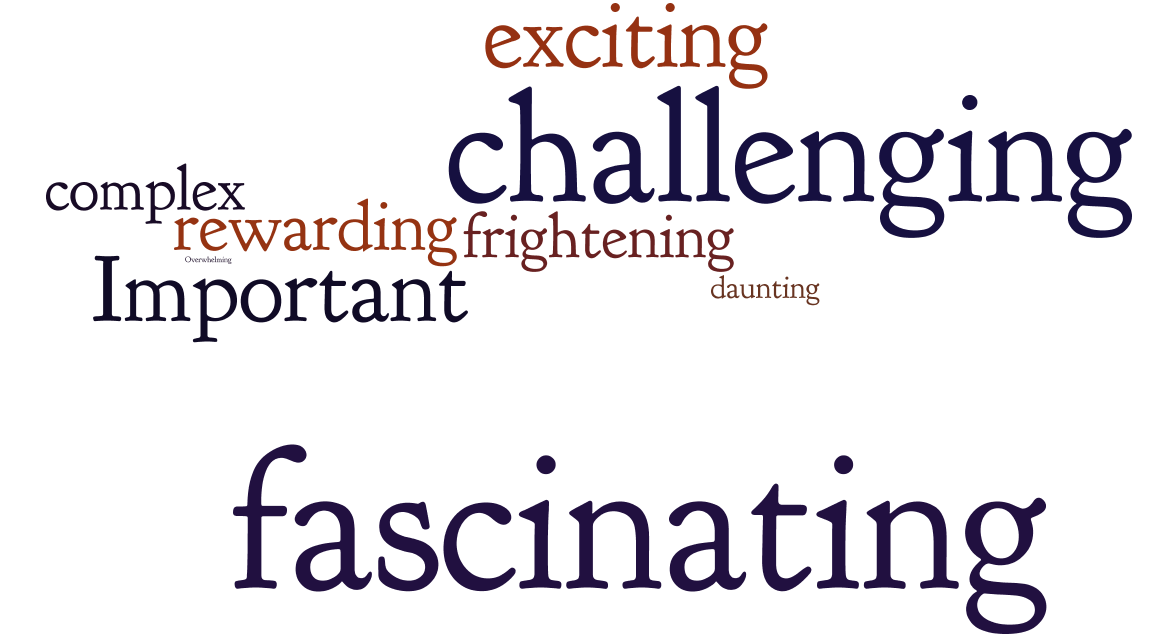 exciting
challenging
complex
rewarding
frightening
Overwhelming
Important
daunting
fascinating